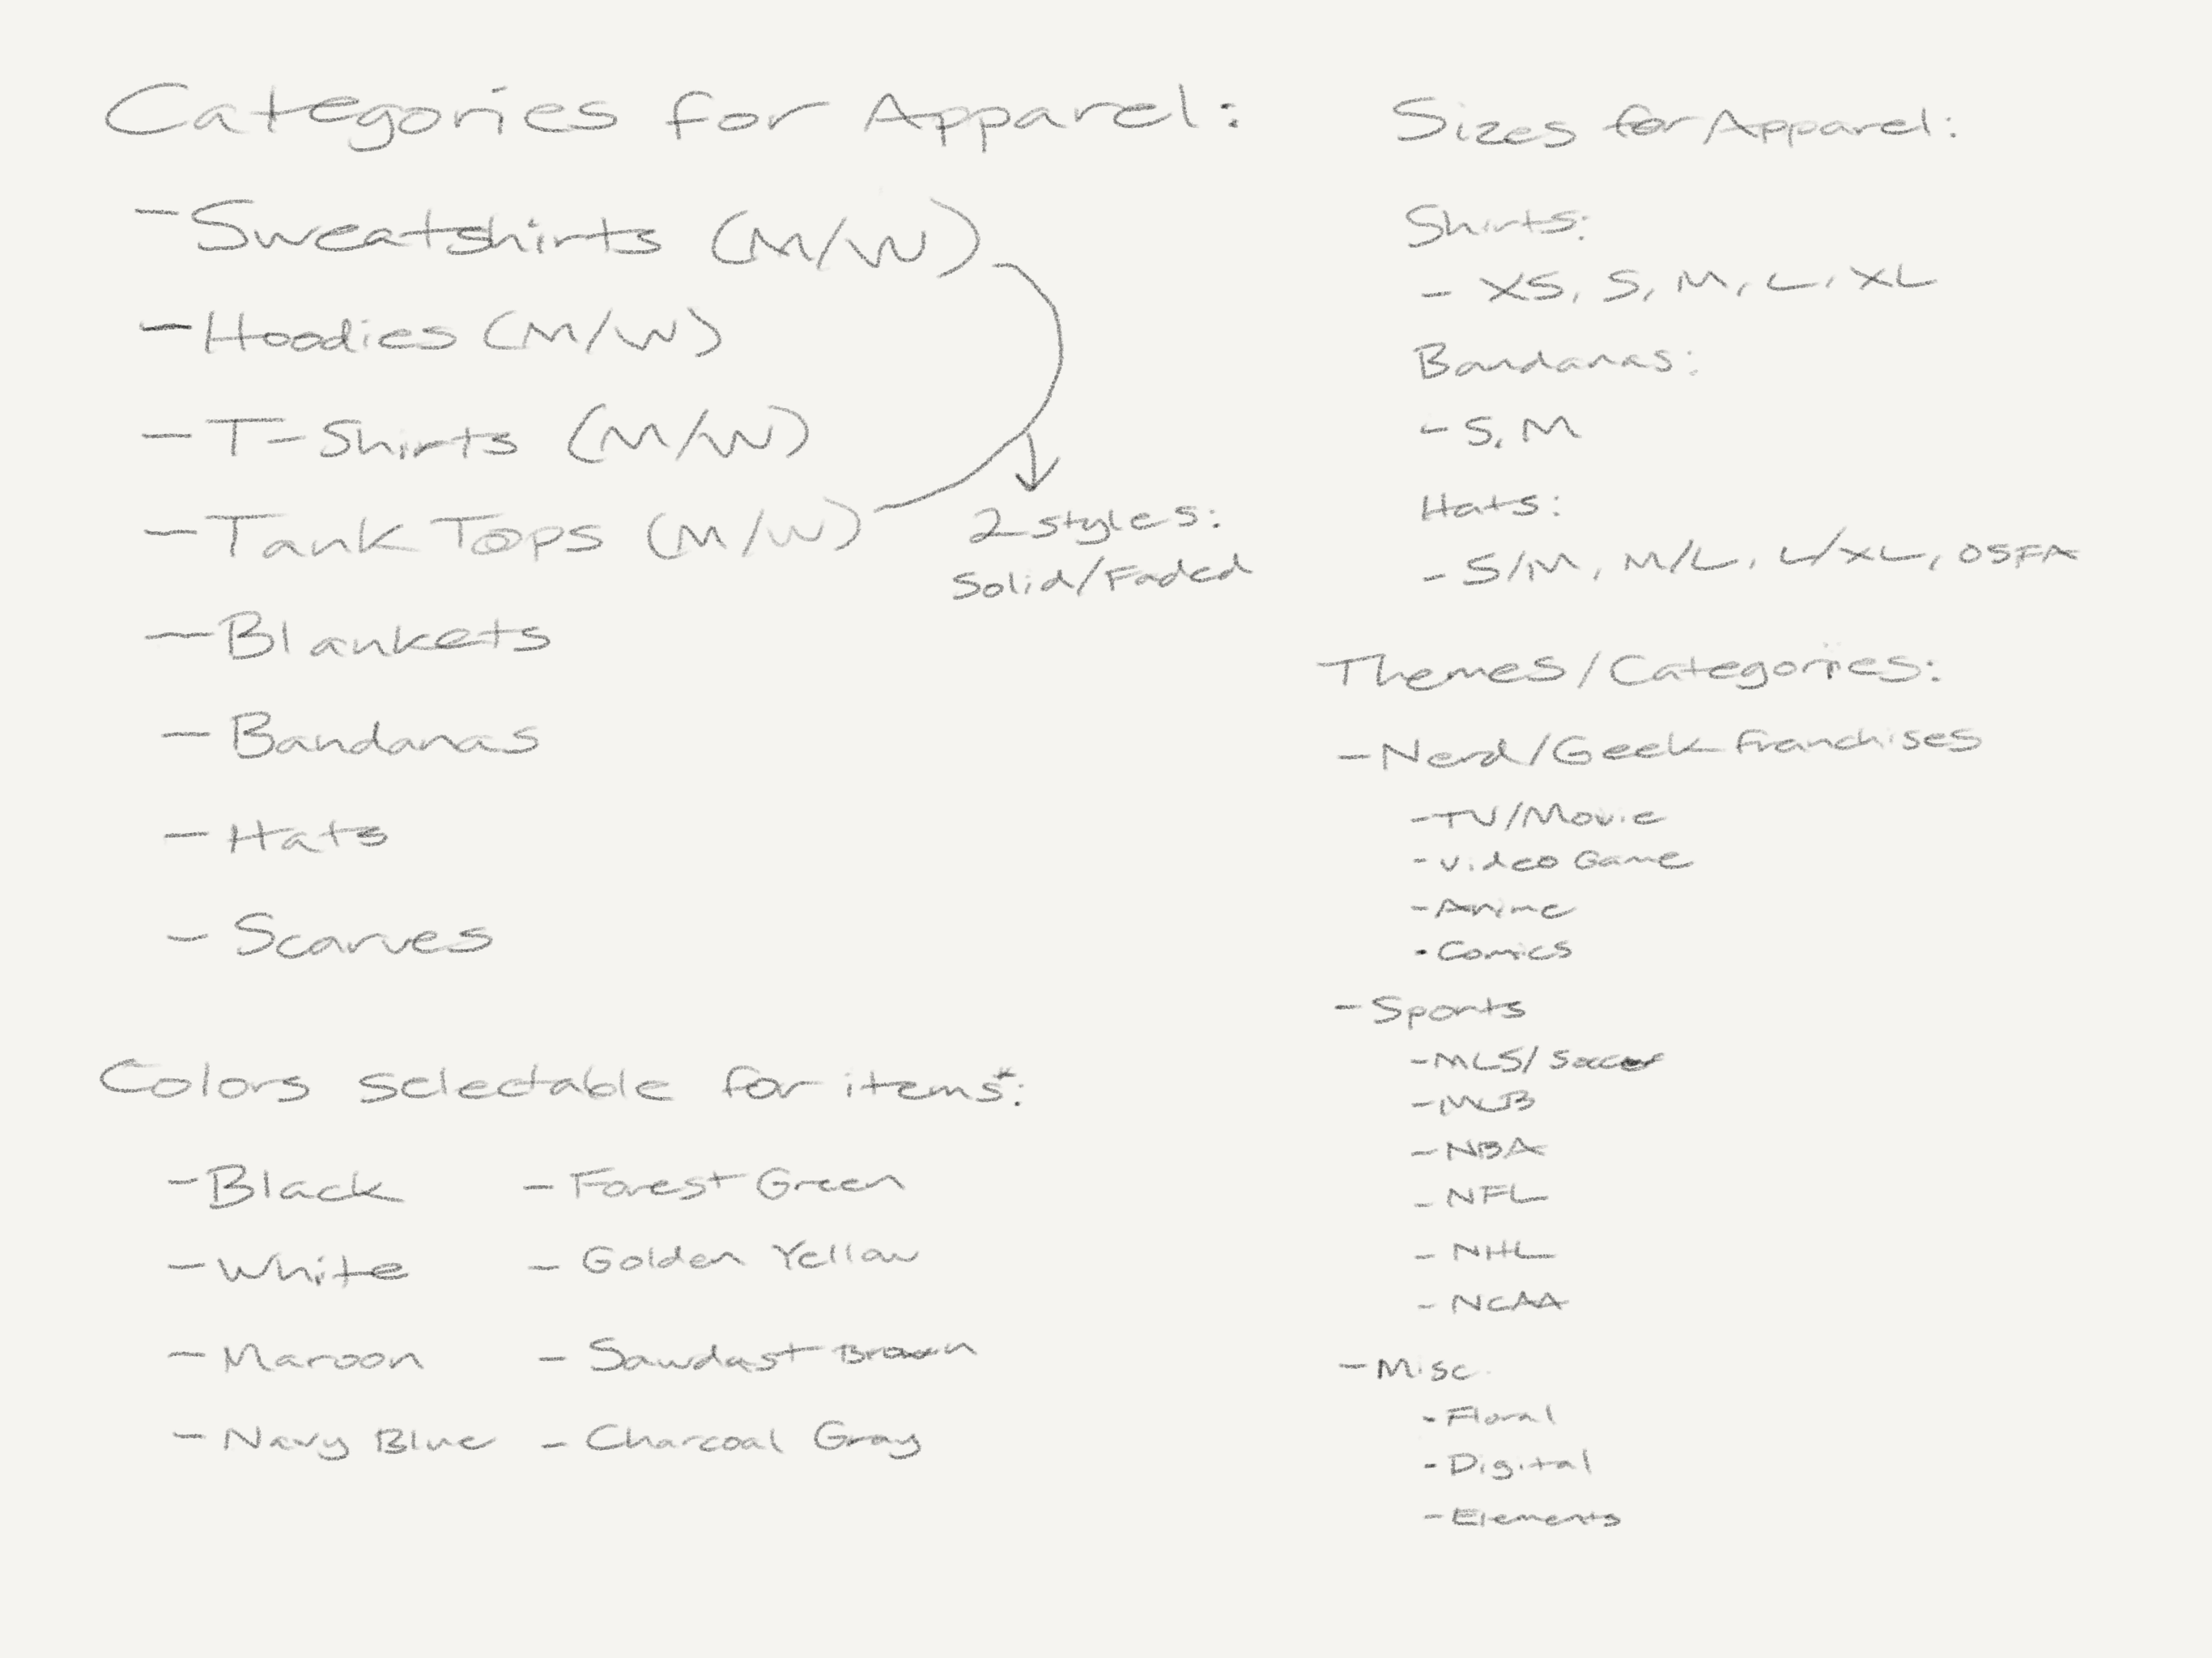 Categories for Apparel:
- Sweatshirts (M/W)
- Hoodies (M/W)
- T-Shirts (M/W)
- Tank Tops (M/W)
2 styles:
Solid/Faded
- Blankets
- Bandanas
- Hats
- Scarves
Colors selectable for items*:
- Black - Forest Green
- White - Golden Yellow
- Maroon - Sawdust Brown
- Navy Blue - Charcoal Gray
Sizes for Apparel:
Shirts:
- XS, S, M, L, XL
Bandanas:
- S, M
Hats:
- S/M, M/L, L/XL, OSFA
Themes/Categories:
- Nerd/Geek Franchises
- TV/Movie
- Video Game
- Anime
- Comics
- Sports
- MLS/Soccer
- MLB
- NBA
- NFL
- NHL
- NCAA
- Misc.
- Floral
- Digital
- Elements